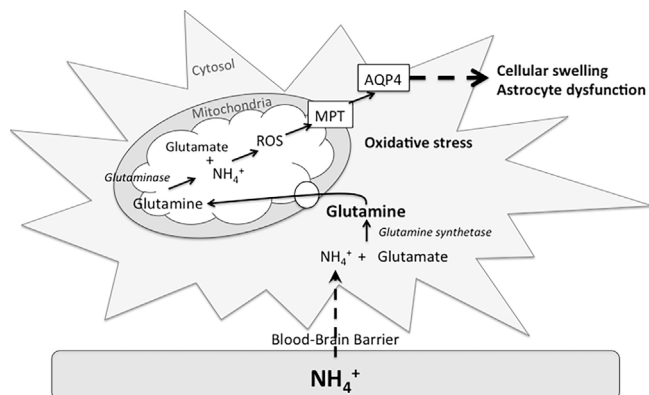 Cytosol
AQP4
Cellular swelling
Astrocyte dysfunction
Mitochondria
MPT
Glutamate
+
NH₄⁺
ROS
Oxidative stress
Glutaminase
Glutamine
Glutamine
Glutamine synthetase
NH₄⁺ + Glutamate
Blood-Brain Barrier
NH₄⁺